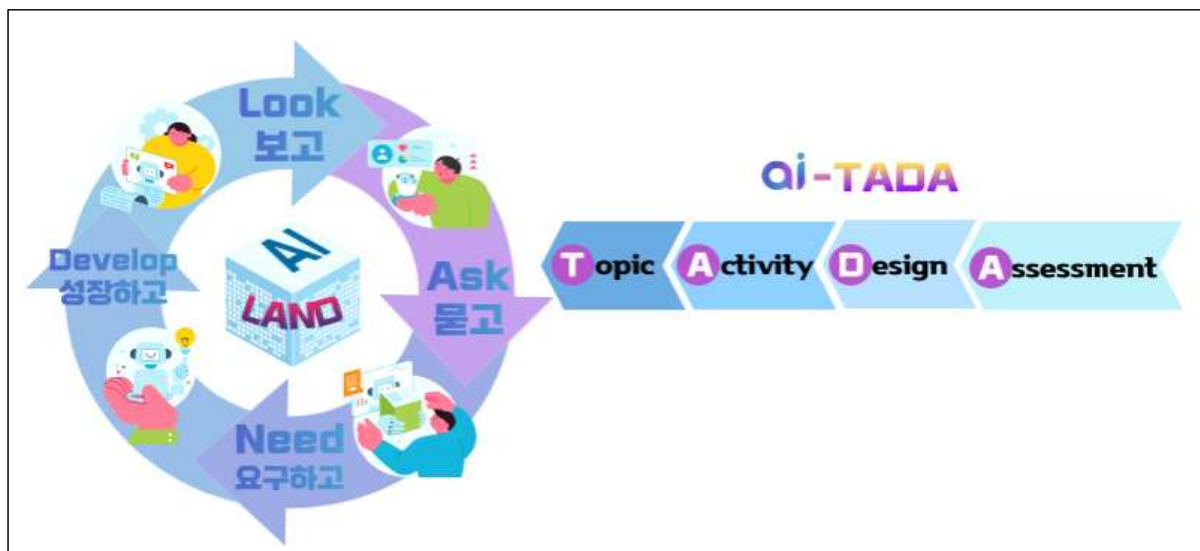 Look
보고
Ask
묻고
Need
요구하고
Develop
성장하고
AI
LAND
ai-TADA
Topic
Activity
Design
Assessment